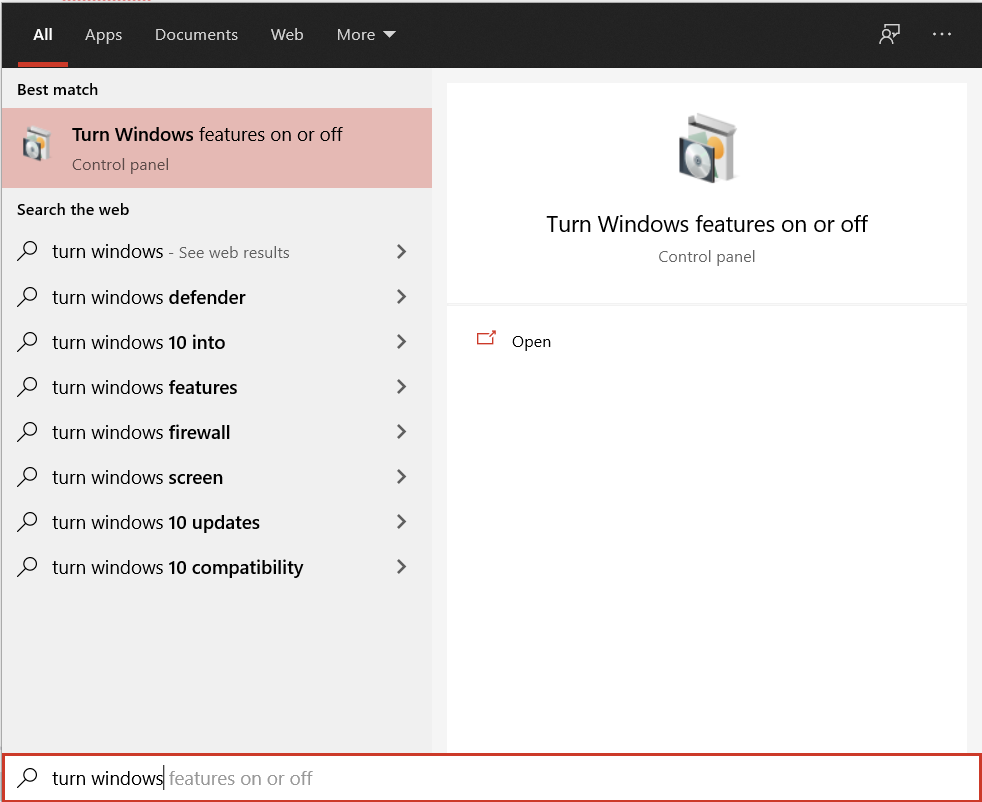 All Apps Documents Web More
Best match
Turn Windows features on or off
Control panel
Search the web
turn windows - See web results
turn windows defender
turn windows 10 into
turn windows features
turn windows firewall
turn windows screen
turn windows 10 updates
turn windows 10 compatibility
Turn Windows features on or off
Control panel
Open
turn windows features on or off